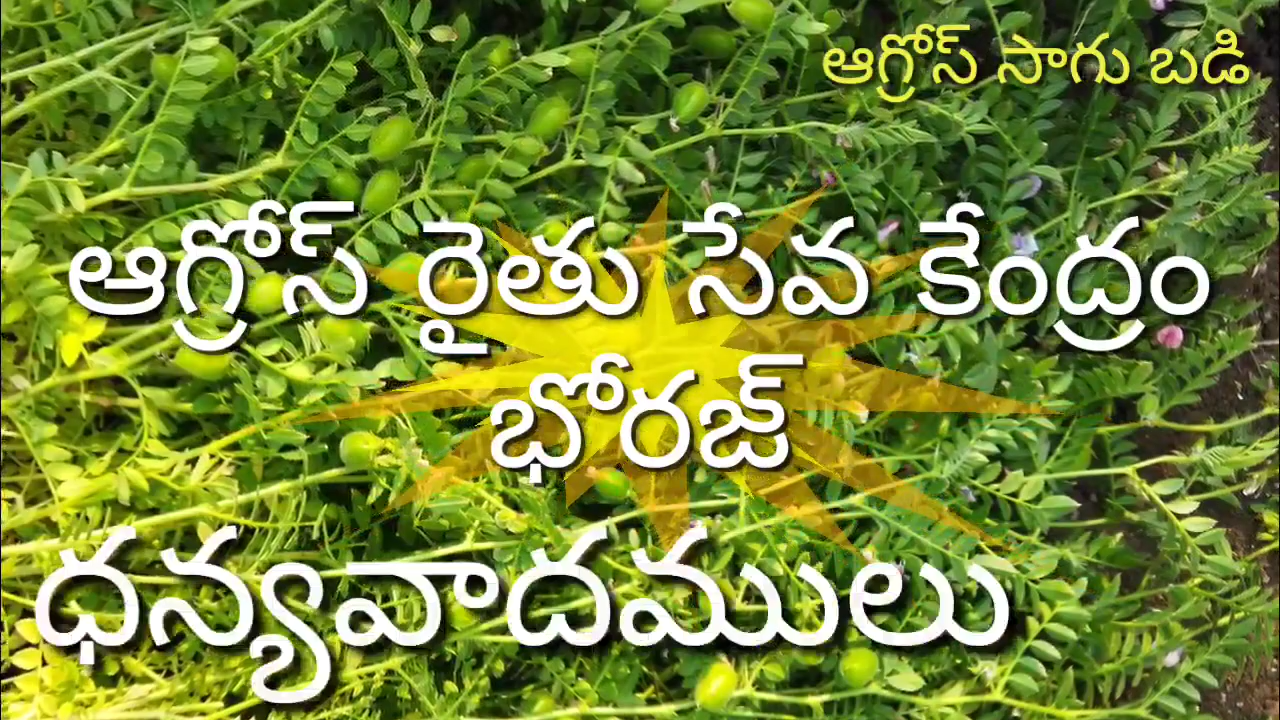 ఆగ్రోస్ సాగు బడి
ఆగ్రోస్ రైతు సేవ కేంద్రం
భోరజ్
ధన్యవాదములు